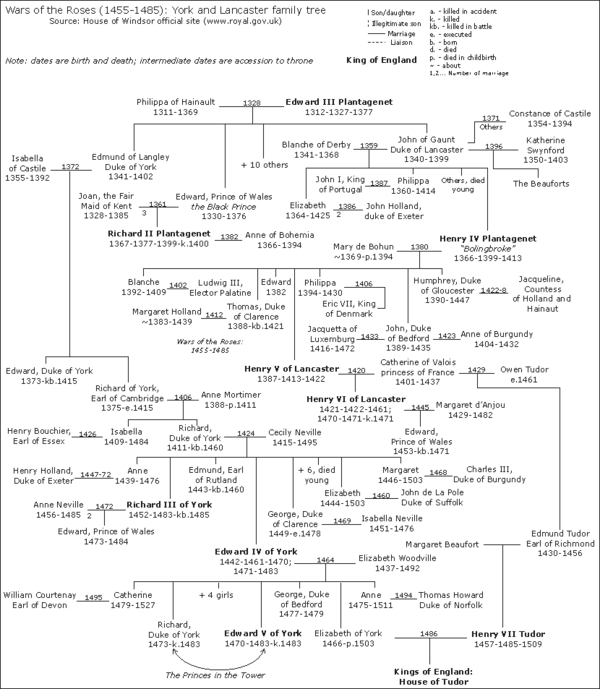 Wars of the Roses (1455-1485): York and Lancaster family tree
Source: House of Windsor official site (www.royal.gov.uk)
Note: dates are birth and death; intermediate dates are accession to throne
Son/daughter
Illegitimate son
Marriage
Liaison
King of England
a. - killed in accident
k. - killed
kb. - killed in battle
e. - executed
b. - born
d. - died
p. - died in childbirth
~ - about
1,2... Number of marriage
Philippa of Hainault
1311-1369
1328
Edward III Plantagenet
1312-1327-1377
Constance of Castile
1354-1394
1371
Others
Isabella
of Castile
1355-1392
1372
Edmund of Langley
Duke of York
1341-1402
+ 10 others
Blanche of Derby
1341-1368
1359
John of Gaunt
Duke of Lancaster
1340-1399
1396
Katherine
Swynford
1350-1403
The Beauforts
Joan, the Fair
Maid of Kent
1328-1385
1361
3
Edward, Prince of Wales
the Black Prince
1330-1376
John I, King
of Portugal
1387
Philippa
1360-1414
Others, died
young
Elizabeth
1364-1425
1386
2
John Holland,
duke of Exeter
Richard II Plantagenet
1367-1377-1399-k.1400
1382
Anne of Bohemia
1366-1394
Mary de Bohun
~1369-p.1394
1380
Henry IV Plantagenet
"Bolingbroke"
1366-1399-1413
Blanche
1392-1409
1402
Ludwig III,
Elector Palatine
Edward
1382
Philippa
1394-1430
1406
Eric VII, King
of Denmark
Humphrey, Duke
of Gloucester
1390-1447
1422-8
Jacqueline,
Countess
of Holland and
Hainaut
Margaret Holland
~1383-1439
1412
Thomas, Duke
of Clarence
1388-kb.1421
Jacquetta of
Luxemburg
1416-1472
1433
John, Duke
of Bedford
1389-1435
1423
Anne of Burgundy
1404-1432
Wars of the Roses:
1455-1485
Edward, Duke of York
1373-kb.1415
Henry V of Lancaster
1387-1413-1422
1420
Catherine of Valois
princess of France
1401-1437
1429
Owen Tudor
e.1461
Richard of York,
Earl of Cambridge
1375-e.1415
1406
Anne Mortimer
1388-p.1411
Henry VI of Lancaster
1421-1422-1461;
1470-1471-k.1471
1445
Margaret d'Anjou
1429-1482
Henry Bouchier,
Earl of Essex
1426
Isabella
1409-1484
Richard,
Duke of York
1411-kb.1460
1424
Cecily Neville
1415-1495
Edward,
Prince of Wales
1453-kb.1471
Henry Holland,
Duke of Exeter
1447-72
Anne
1439-1476
Edmund, Earl
of Rutland
1443-kb.1460
+ 6, died
young
Margaret
1446-1503
1468
Charles III,
Duke of Burgundy
Elizabeth
1444-1503
1460
John de La Pole
Duke of Suffolk
Anne Neville
1456-1485
1472
2
Richard III of York
1452-1483-kb.1485
George, Duke
of Clarence
1449-e.1478
1469
Isabella Neville
1451-1476
Edward, Prince of Wales
1473-1484
Edward IV of York
1442-1461-1470;
1471-1483
1464
Elizabeth Woodville
1437-1492
Margaret Beaufort
Edmund Tudor
Earl of Richmond
1430-1456
William Courtenay
Earl of Devon
1495
Catherine
1479-1527
+ 4 girls
George, Duke
of Bedford
1477-1479
Anne
1475-1511
1494
Thomas Howard
Duke of Norfolk
Richard,
Duke of York
1473-k.1483
Edward V of York
1470-1483-k.1483
Elizabeth of York
1466-p.1503
1486
Henry VII Tudor
1457-1485-1509
The Princes in the Tower
Kings of England:
House of Tudor